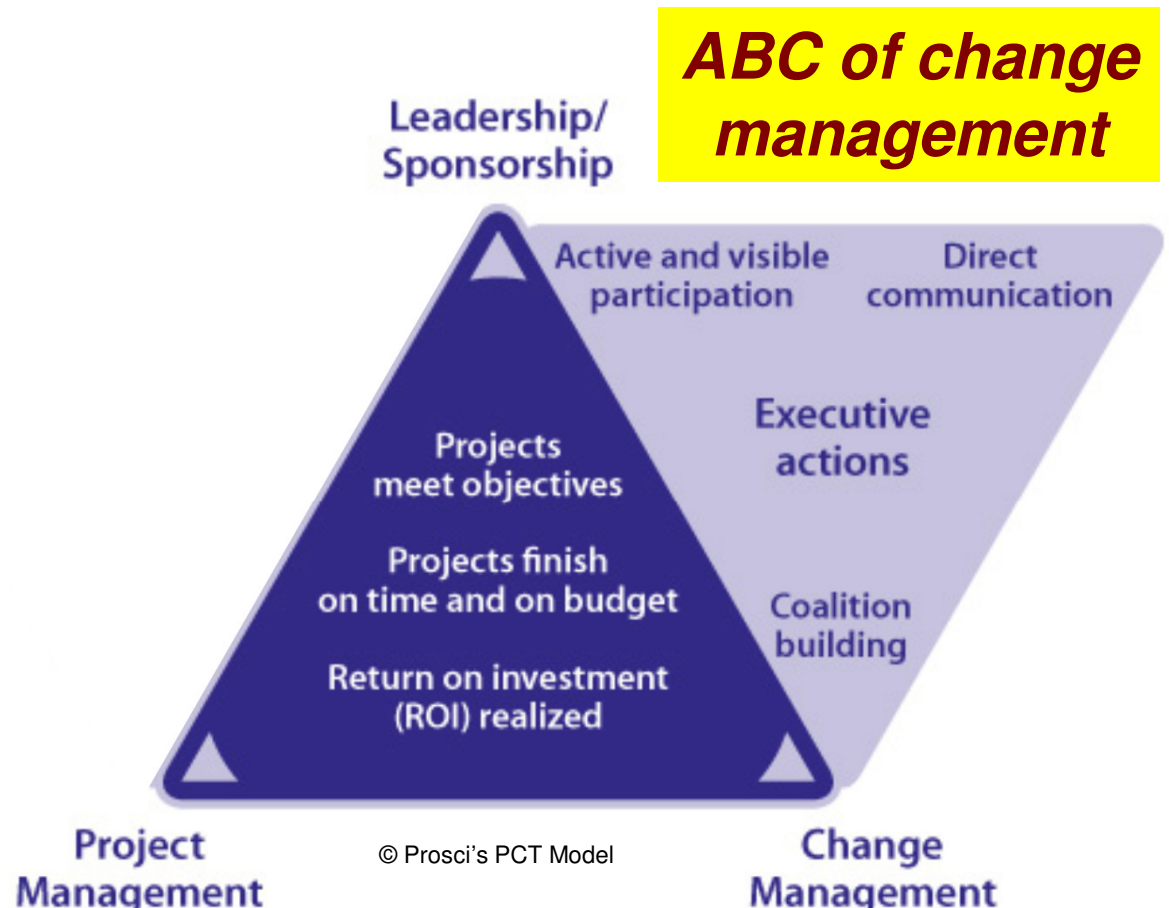 ABC of change
management
Leadership/
Sponsorship
Active and visible
participation
Direct
communication
Executive
actions
Coalition
building
Projects
meet objectives
Projects finish
on time and on budget
Return on investment
(ROI) realized
Project
Management
© Prosci's PCT Model
Change
Management